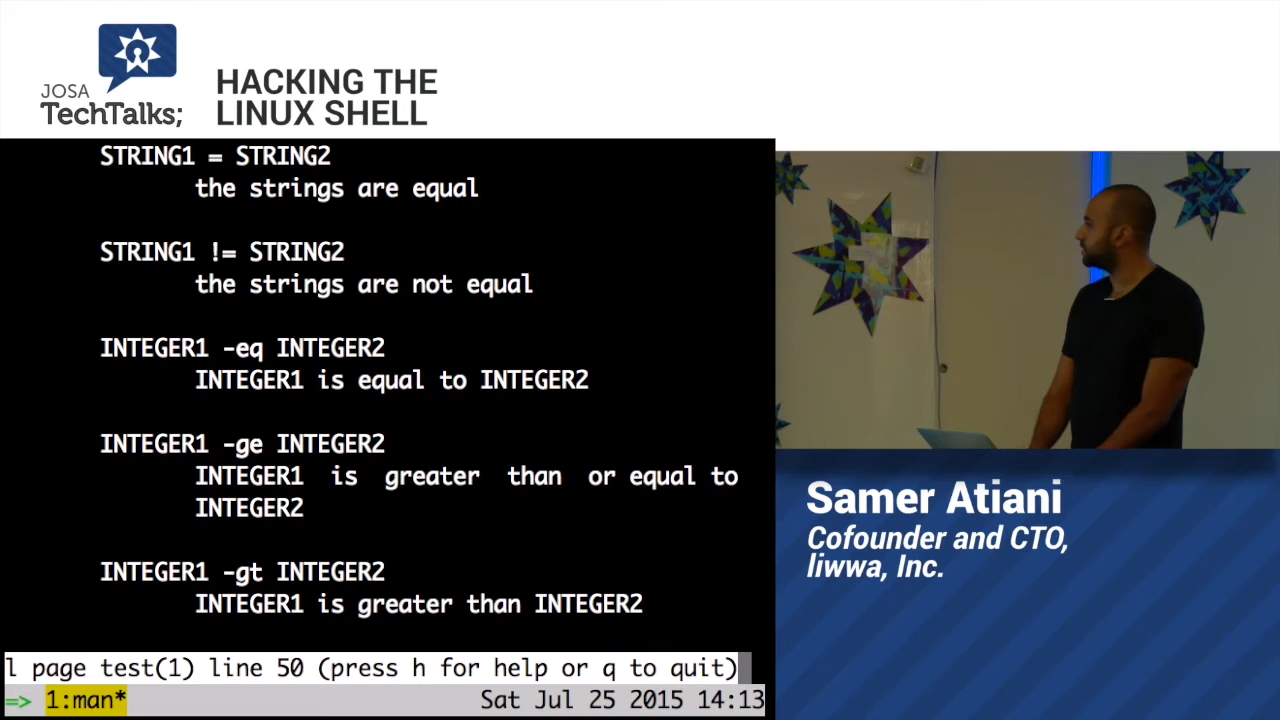 JOSA
TechTalks;
HACKING THE
LINUX SHELL
STRING1 = STRING2
the strings are equal
STRING1 != STRING2
the strings are not equal
INTEGER1 -eq INTEGER2
INTEGER1 is equal to INTEGER2
INTEGER1 -ge INTEGER2
INTEGER1 is greater than or equal to
INTEGER2
INTEGER1 -gt INTEGER2
INTEGER1 is greater than INTEGER2
l page test(1) line 50 (press h for help or q to quit)
=> 1:man* Sat Jul 25 2015 14:13
Samer Atiani
Cofounder and CTO,
liwwa, Inc.